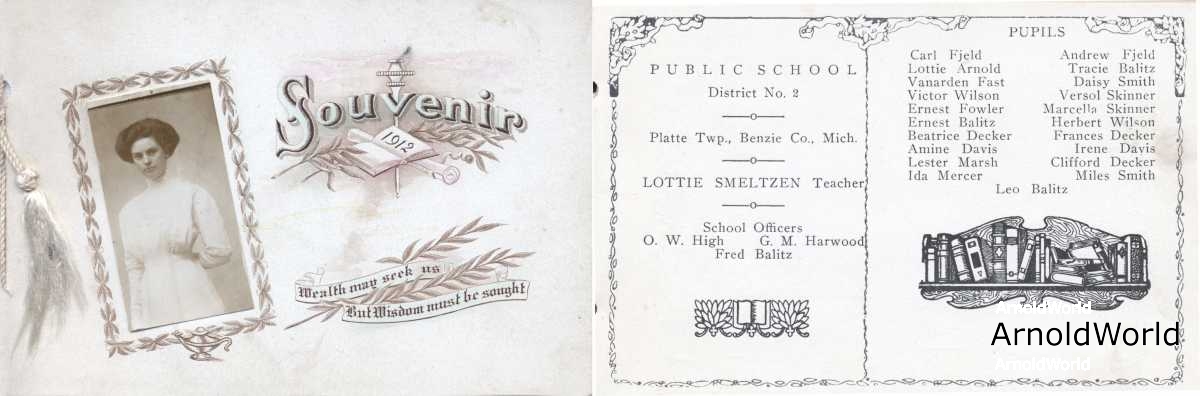 Souvenir
1912
Wealth may seek us
But Wisdom must be sought
PUBLIC SCHOOL
District No. 2
Platte Twp., Benzie Co., Mich.
LOTTIE SMELTZEN Teacher
School Officers
O. W. High G. M. Harwood
Fred Balitz
PUPILS
Carl Fjeld Andrew Fjeld
Lottie Arnold Tracie Balitz
Vanarden Fast Daisy Smith
Victor Wilson Versol Skinner
Ernest Fowler Marcella Skinner
Ernest Balitz Herbert Wilson
Beatrice Decker Frances Decker
Amine Davis Irene Davis
Lester Marsh Clifford Decker
Ida Mercer Miles Smith
Leo Balitz
ArnoldWorld
ArnoldWorld
ArnoldWorld